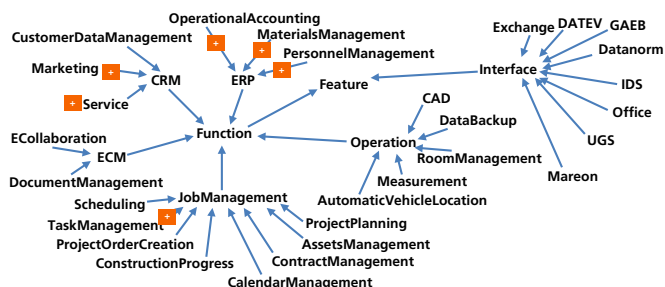 OperationalAccounting
MaterialsManagement
CustomerDataManagement
PersonnelManagement
Marketing +
CRM
ERP
+ + +
+ Service
Feature
Exchange
DATEV
GAEB
Datanorm
Interface
IDS
Office
UGS
Mareon
CAD
DataBackup
Function
Operation
RoomManagement
ECollaboration
ECM
DocumentManagement
Measurement
AutomaticVehicleLocation
Scheduling
JobManagement
TaskManagement +
ProjectPlanning
ProjectOrderCreation
AssetsManagement
ConstructionProgress
ContractManagement
CalendarManagement